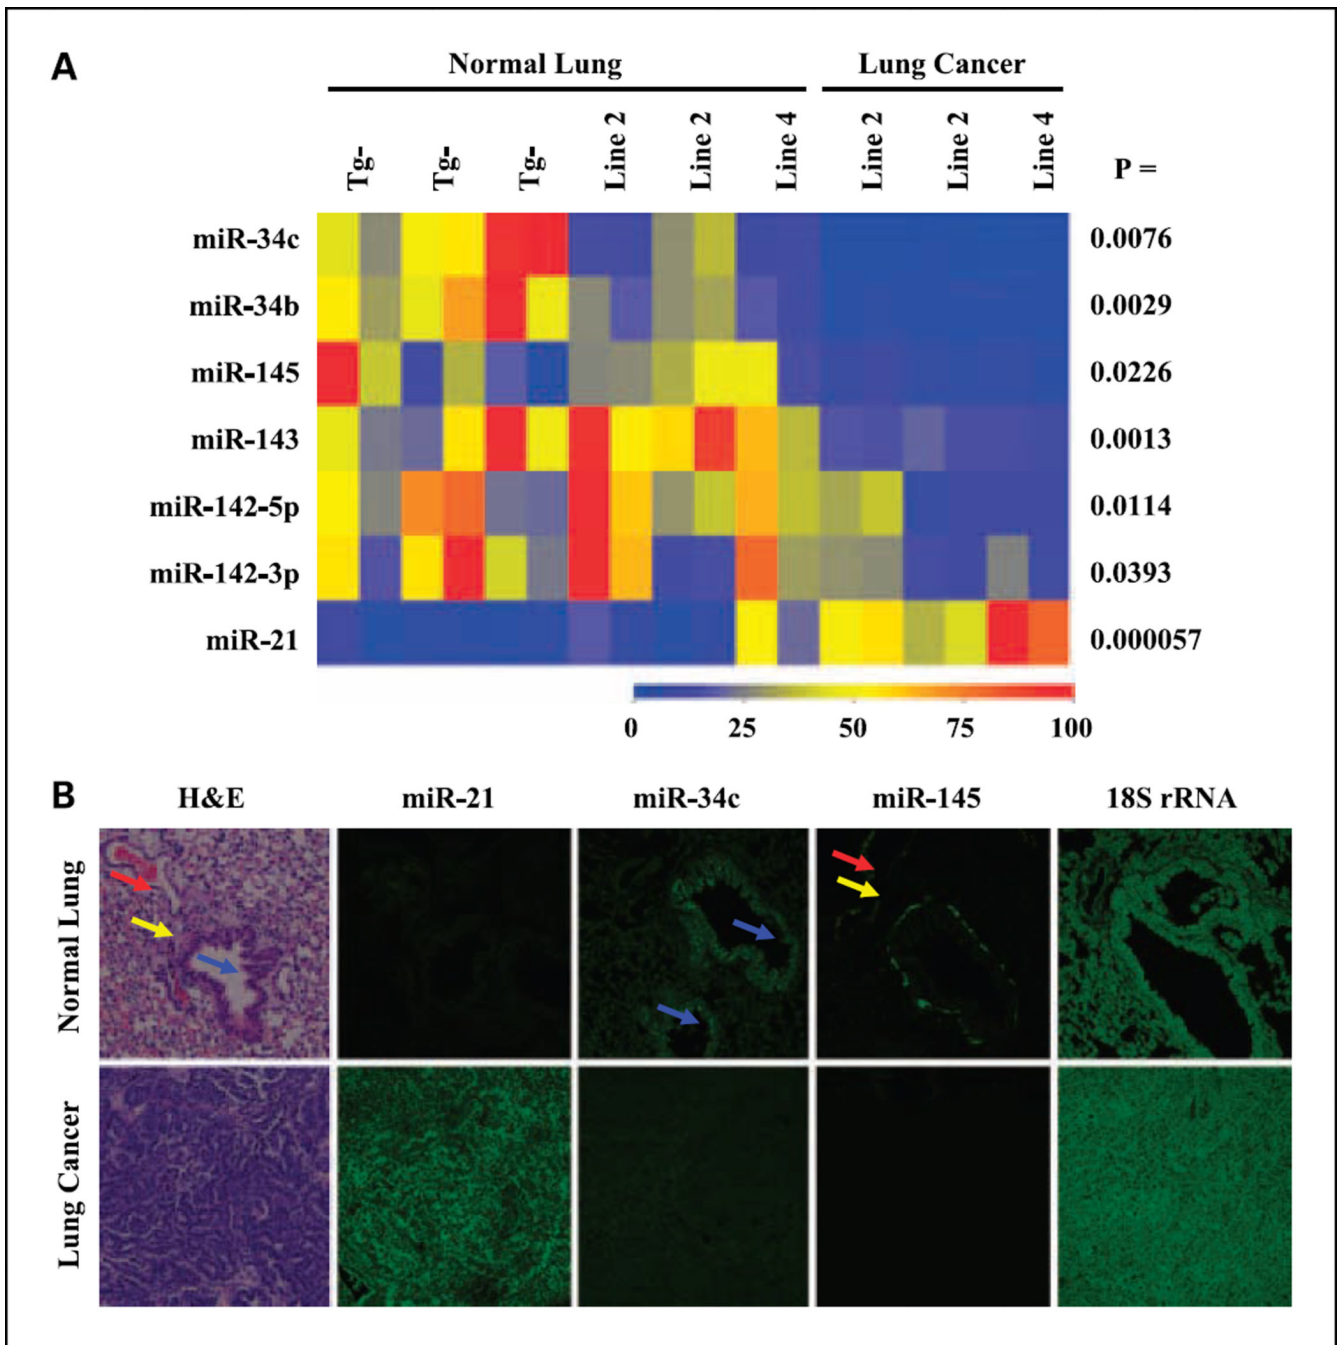 A
Normal Lung Lung Cancer
Tg- Tg- Tg- Line 2 Line 2 Line 4 Line 2 Line 2 Line 4 P =
miR-34c 0.0076
miR-34b 0.0029
miR-145 0.0226
miR-143 0.0013
miR-142-5p 0.0114
miR-142-3p 0.0393
miR-21 0.000057
0 25 50 75 100
B H&E miR-21 miR-34c miR-145 18S rRNA
Normal Lung
Lung Cancer